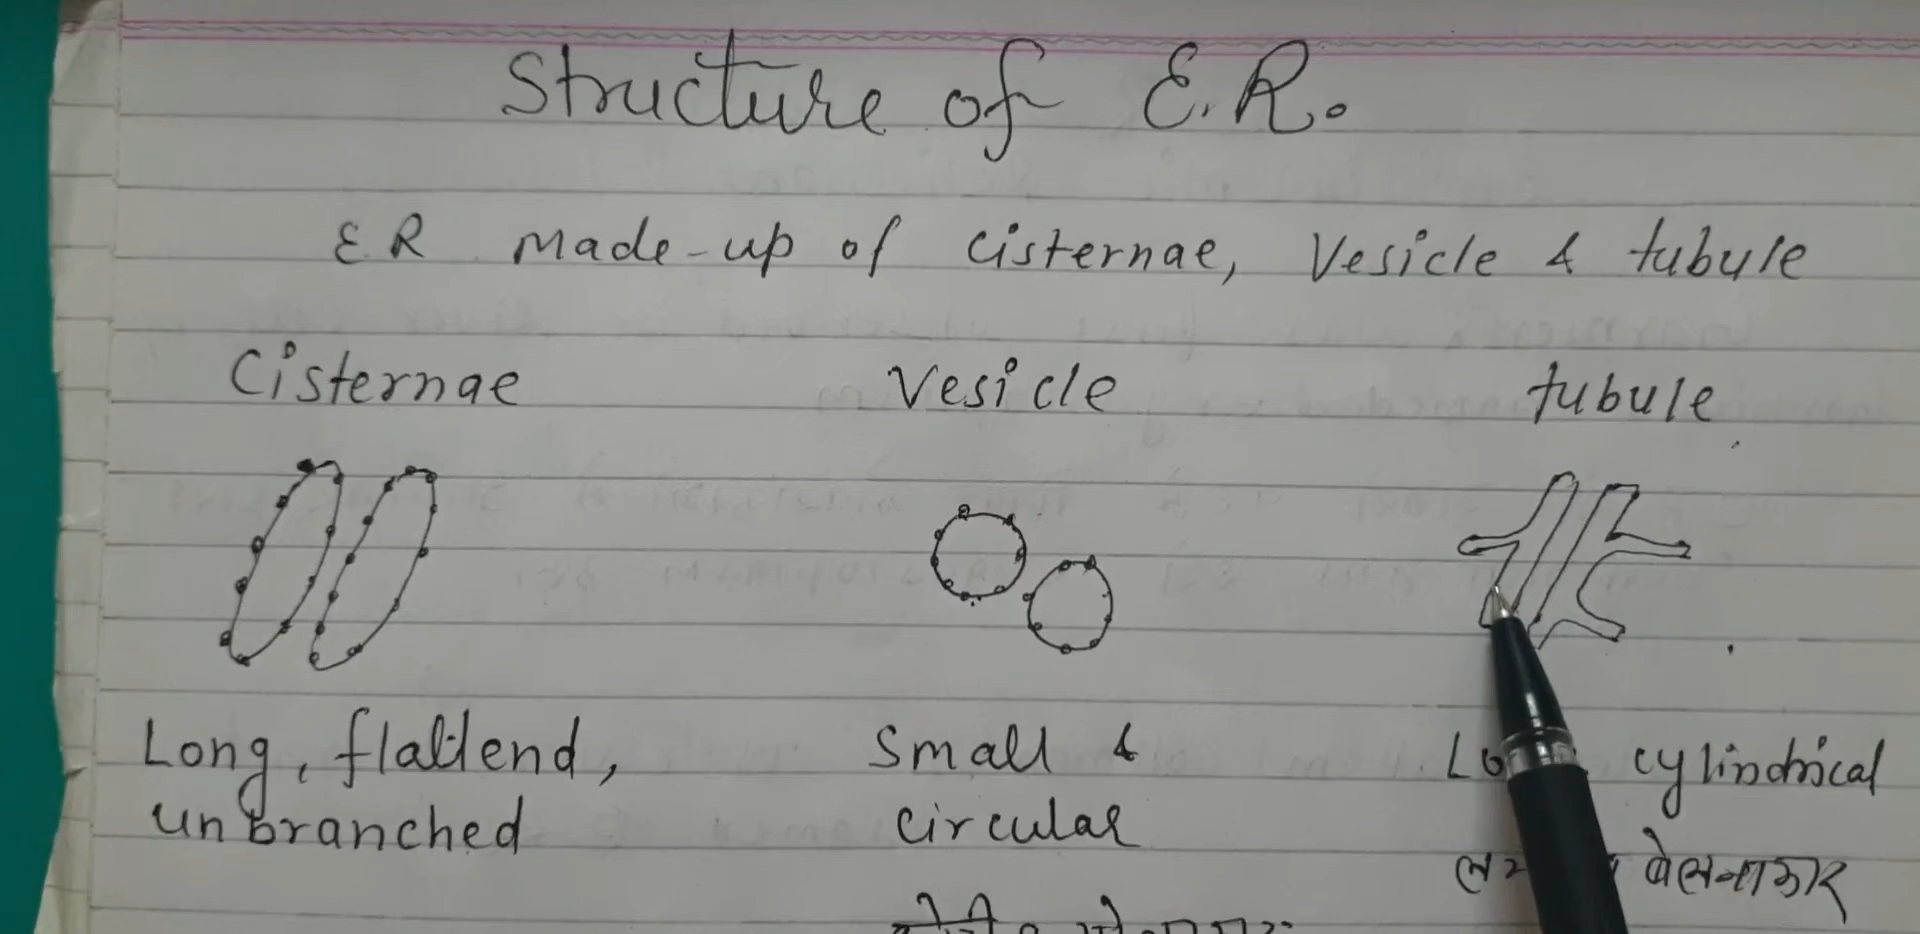 Structure of E.R.
ER made-up of cisternae, Vesicle & tubule
Cisternae Vesicle tubule
Long, flattend, Small & cylindrical
unbranched circular
बेलनाकार